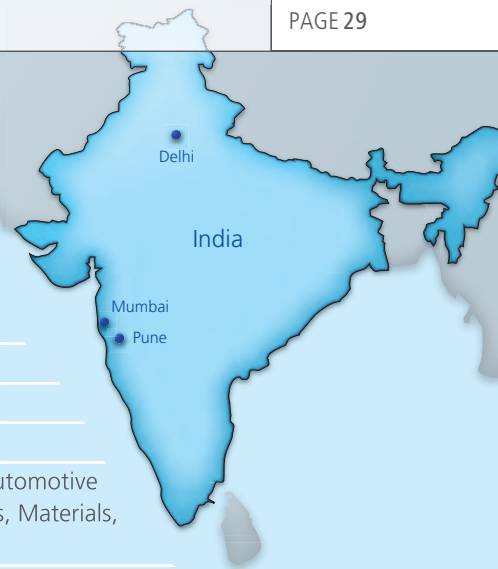 PAGE 29
Delhi
India
Mumbai
Pune
utomotive
s, Materials,